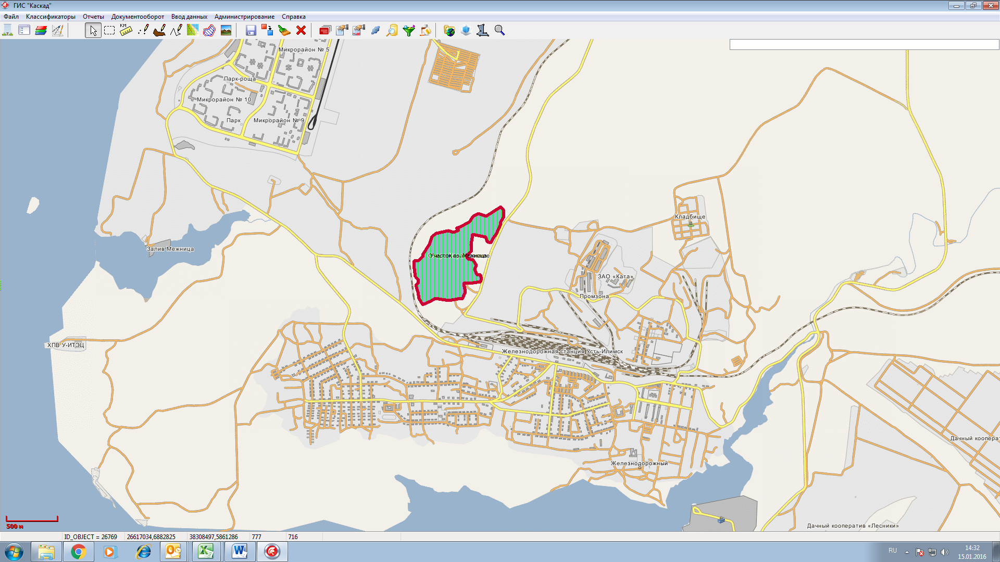 ГИС "Каскад"
Файл Классификаторы Отчеты Документооборот Ввод данных Администрирование Справка
Микрорайон № 5
Парк-роща
Микрорайон № 10
Парк
Микрорайон № 9
Кладбище
Залив Межница
ЗАО «Ката»
Промзона
ХПВ У-ИТЭЦ
Железнодорожная станция Усть-Илимск
Дачный коопера
Железнодорожный
Дачный кооператив «Лесники»
500 м
ID_OBJECT = 26769 26617034,6882825 38308497,5861286 777 716
RU
14:32
15.01.2016